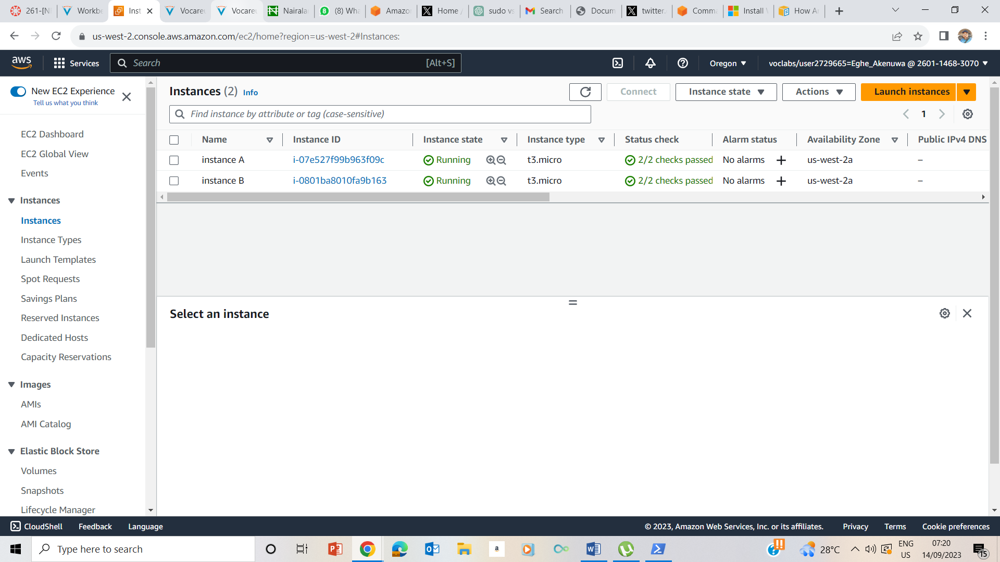 261-[NI
Workbe
Inst
Vocareu
Vocareu
Nairala
(8) Wha
Amazo
Home /
sudo vs
Search
Docum
twitter.
Comma
Install
How A
us-west-2.console.aws.amazon.com/ec2/home?region=us-west-2#Instances:
aws
Services
Search
[Alt+S]
Oregon
voclabs/user2729665=Eghe_Akenuwa @ 2601-1468-3070
New EC2 Experience
Tell us what you think
EC2 Dashboard
EC2 Global View
Events
Instances
Instances
Instance Types
Launch Templates
Spot Requests
Savings Plans
Reserved Instances
Dedicated Hosts
Capacity Reservations
Images
AMIs
AMI Catalog
Elastic Block Store
Volumes
Snapshots
Lifecycle Manager
Instances (2) Info
Connect
Instance state
Actions
Launch instances
Find instance by attribute or tag (case-sensitive)
1
Name Instance ID Instance state Instance type Status check Alarm status Availability Zone Public IPv4 DNS
instance A i-07e527f99b963f09c Running t3.micro 2/2 checks passed No alarms + us-west-2a –
instance B i-0801ba8010fa9b163 Running t3.micro 2/2 checks passed No alarms + us-west-2a –
Select an instance
CloudShell Feedback Language © 2023, Amazon Web Services, Inc. or its affiliates. Privacy Terms Cookie preferences
Type here to search
28°C
ENG
US
07:20
14/09/2023
15